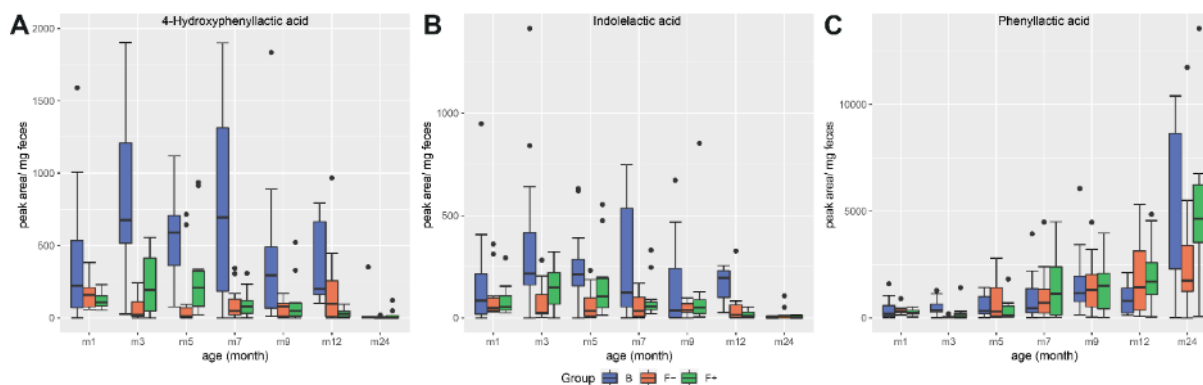 A
4-Hydroxyphenyllactic acid
peak area/ mg feces
2000
1500
1000
500
0
m1 m3 m5 m7 m9 m12 m24
age (month)
B
Indolelactic acid
peak area/ mg feces
1000
500
0
m1 m3 m5 m7 m9 m12 m24
age (month)
C
Phenyllactic acid
peak area/ mg feces
10000
5000
0
m1 m3 m5 m7 m9 m12 m24
age (month)
Group B F− F+